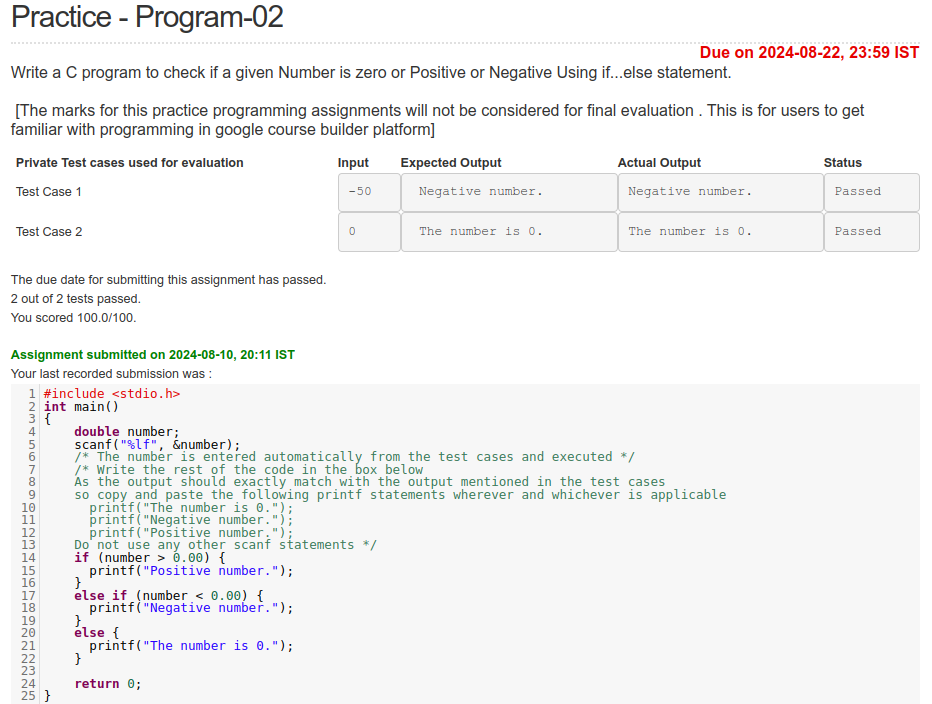 Practice - Program-02
Due on 2024-08-22, 23:59 IST
Write a C program to check if a given Number is zero or Positive or Negative Using if...else statement.
[The marks for this practice programming assignments will not be considered for final evaluation . This is for users to get
familiar with programming in google course builder platform]
Private Test cases used for evaluation Input Expected Output Actual Output Status
Test Case 1 -50 Negative number. Negative number. Passed
Test Case 2 0 The number is 0. The number is 0. Passed
The due date for submitting this assignment has passed.
2 out of 2 tests passed.
You scored 100.0/100.
Assignment submitted on 2024-08-10, 20:11 IST
Your last recorded submission was :
1 #include <stdio.h>
2 int main()
3 {
4     double number;
5     scanf("%lf", &number);
6     /* The number is entered automatically from the test cases and executed */
7     /* Write the rest of the code in the box below
8     As the output should exactly match with the output mentioned in the test cases
9     so copy and paste the following printf statements wherever and whichever is applicable
10       printf("The number is 0.");
11       printf("Negative number.");
12       printf("Positive number.");
13     Do not use any other scanf statements */
14     if (number > 0.00) {
15       printf("Positive number.");
16     }
17     else if (number < 0.00) {
18       printf("Negative number.");
19     }
20     else {
21       printf("The number is 0.");
22     }
23
24     return 0;
25 }